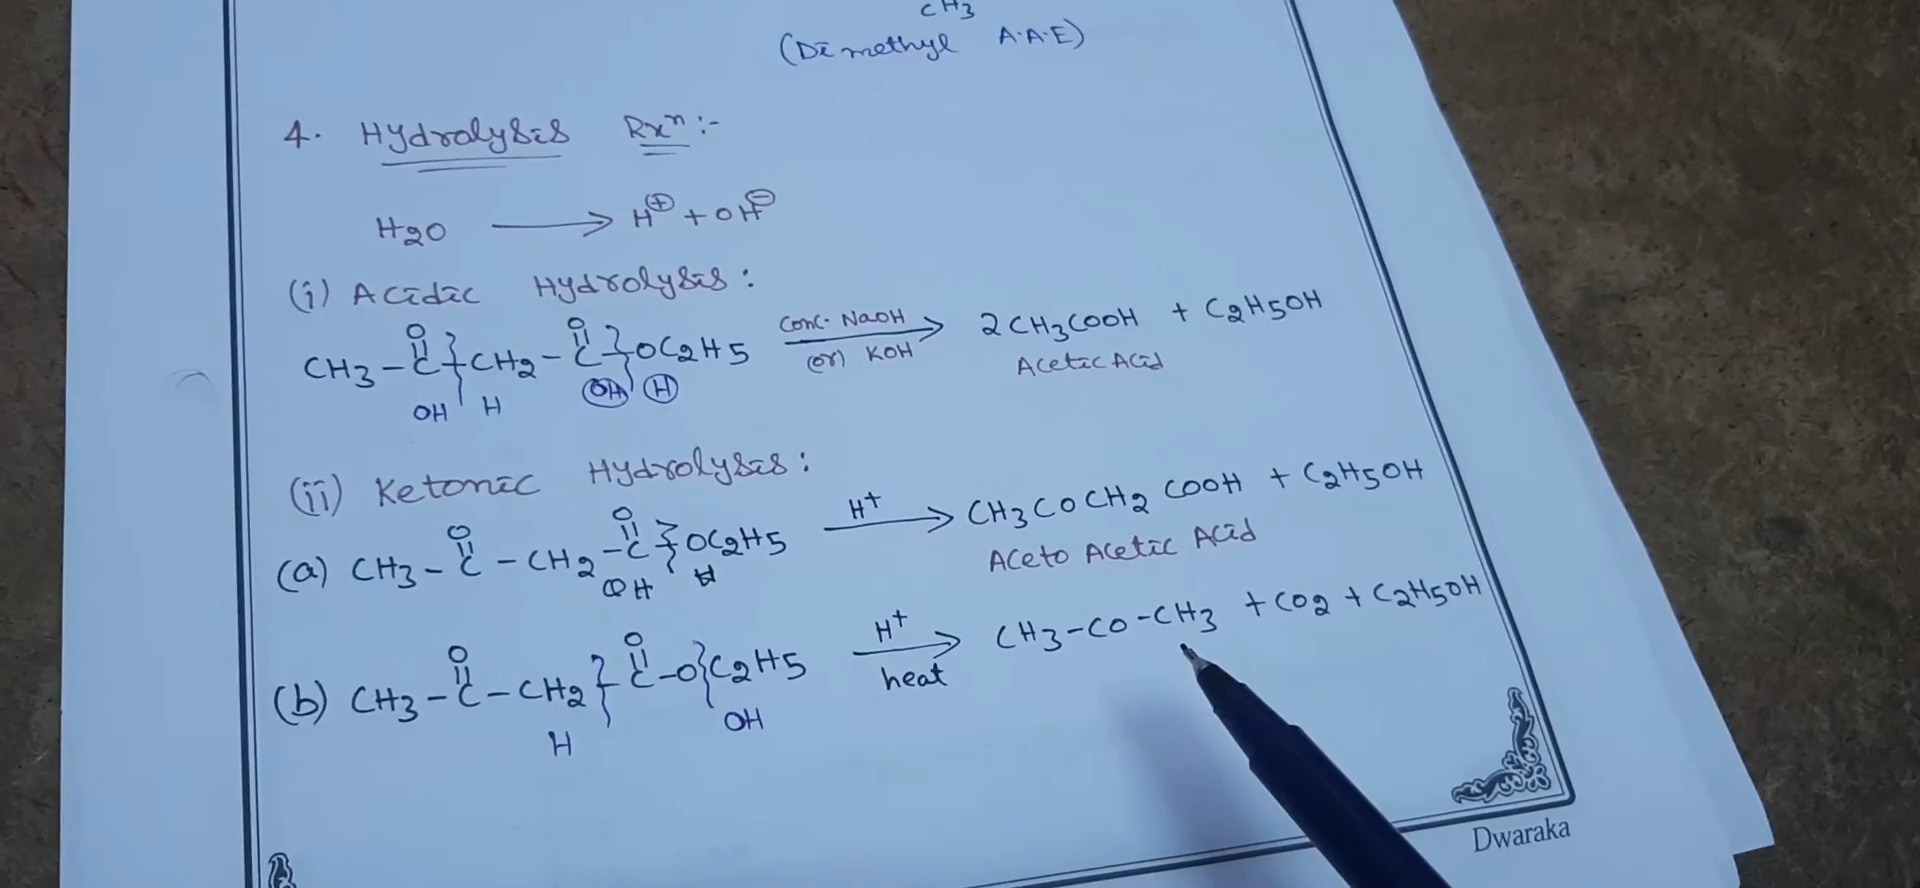 CH3
(Dimethyl A.A.E)
4. Hydrolysis Rxⁿ:-
H2O ⟶ H⊕ + OH⊖
(i) Acidic Hydrolysis:
O O
CH3-C-CH2-C-OC2H5 Conc. NaOH (or) KOH ⟶ 2CH3COOH + C2H5OH
OH H OH H Acetic Acid
(ii) Ketonic Hydrolysis:
O O
(a) CH3-C-CH2-C-OC2H5 H+ ⟶ CH3COCH2COOH + C2H5OH
OH H Aceto Acetic Acid
O O
(b) CH3-C-CH2-C-O-C2H5 H+ heat ⟶ CH3-CO-CH3 + CO2 + C2H5OH
H OH
Dwaraka